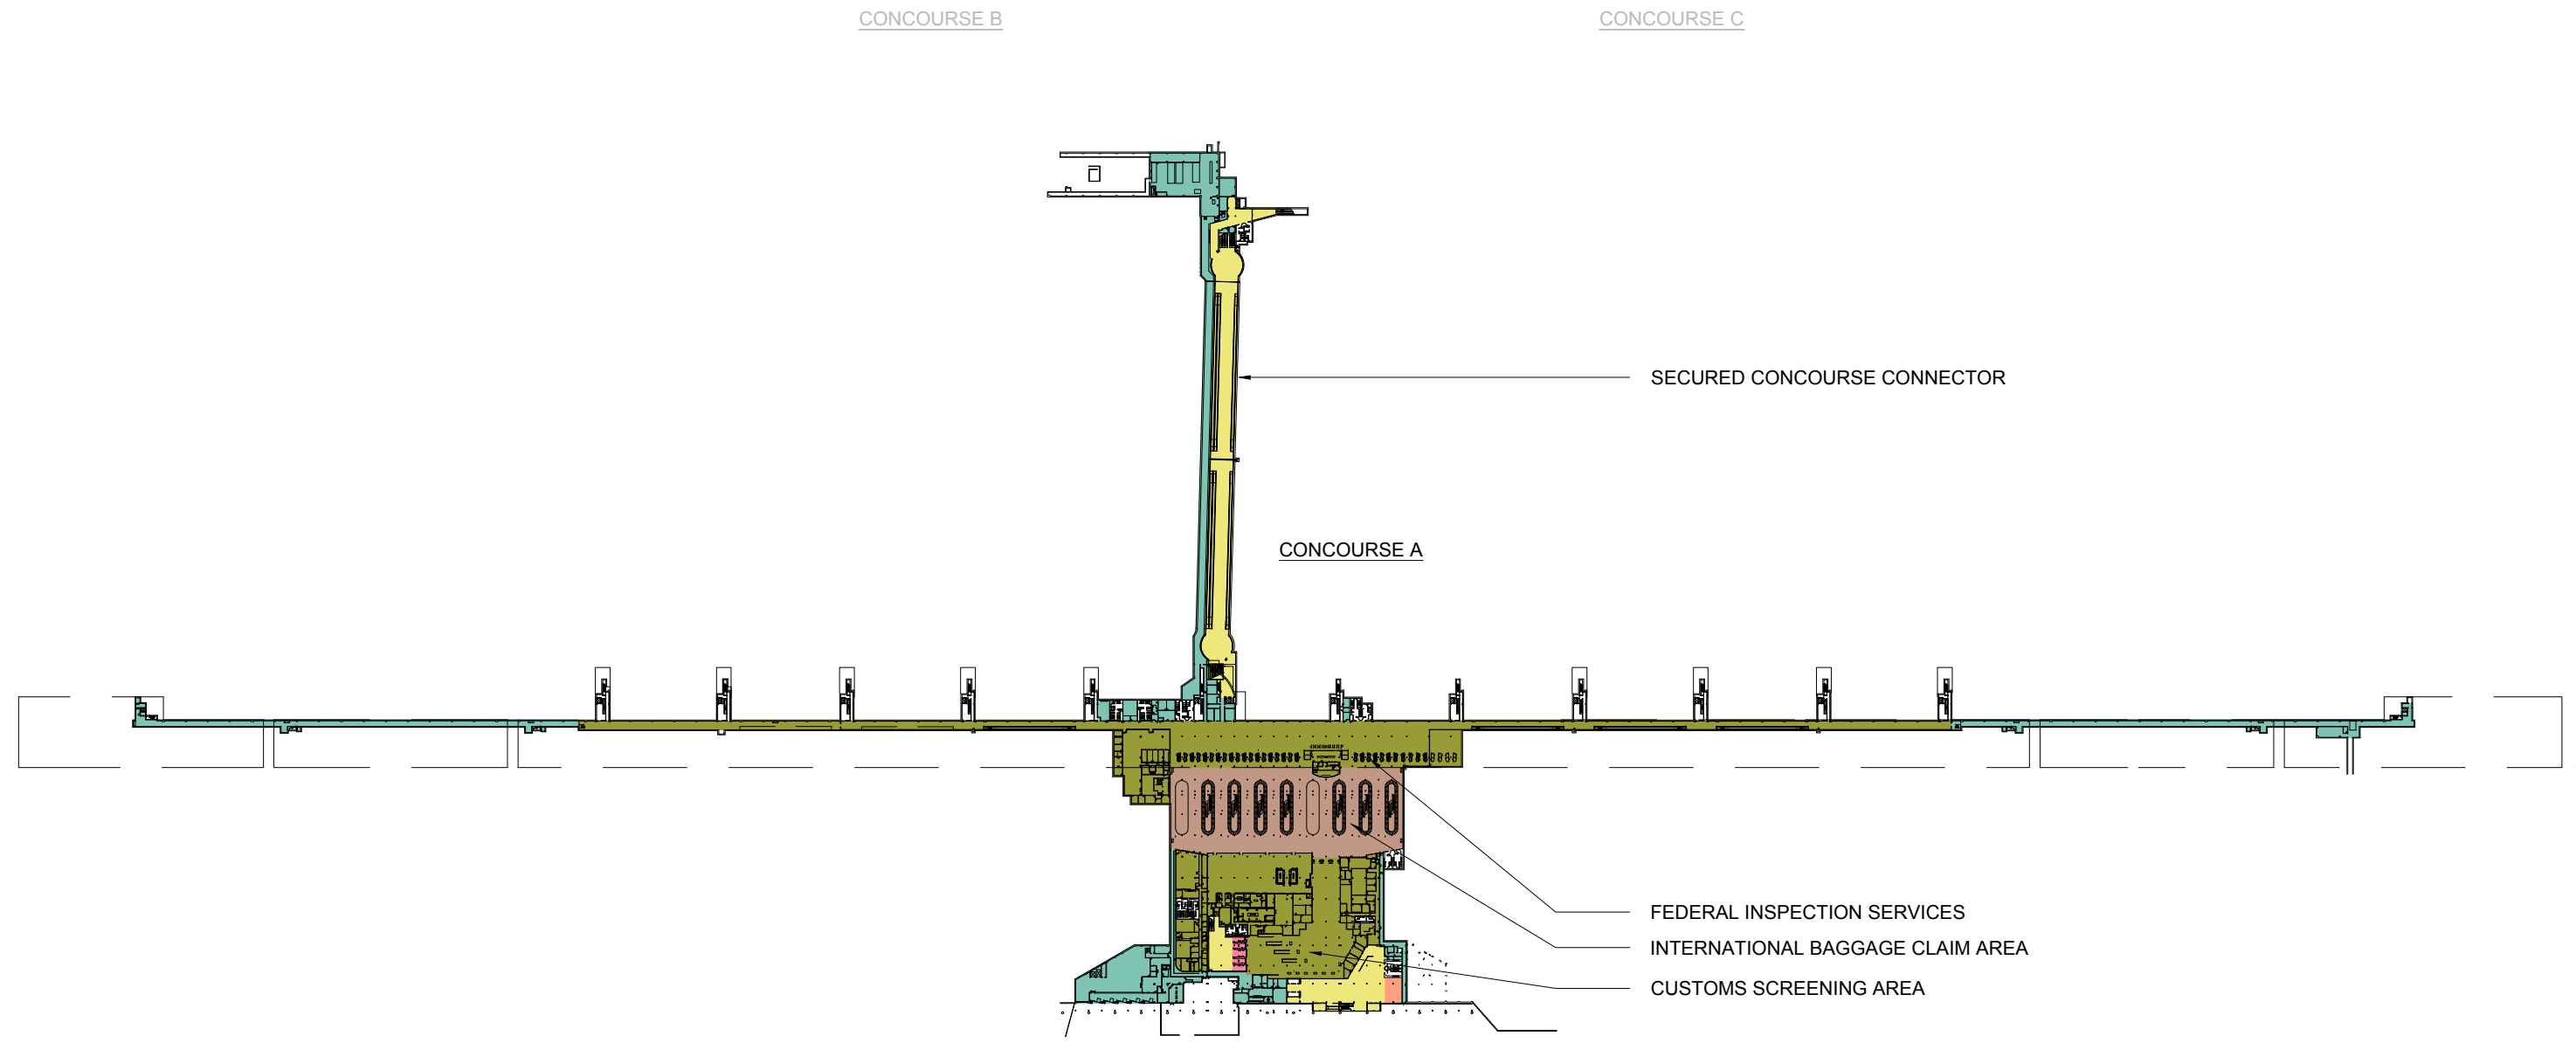 CONCOURSE B
CONCOURSE C
SECURED CONCOURSE CONNECTOR
CONCOURSE A
FEDERAL INSPECTION SERVICES
INTERNATIONAL BAGGAGE CLAIM AREA
CUSTOMS SCREENING AREA